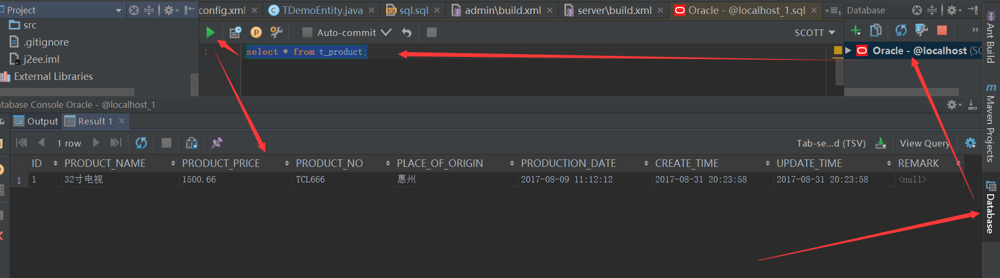 Project
config.xml
TDemoEntity.java
sql.sql
admin\build.xml
server\build.xml
Oracle - @localhost_1.sql
5
Database
src
.gitignore
j2ee.iml
External Libraries
P
Auto-commit
SCOTT
1
select * from t_product;
Oracle - @localhost (SC
Ant Build
m
Maven Projects
Database
atabase Console Oracle - @localhost_1
Output
Result 1
1 row
Tab-se...d (TSV)
View Query
ID PRODUCT_NAME PRODUCT_PRICE PRODUCT_NO PLACE_OF_ORIGIN PRODUCTION_DATE CREATE_TIME UPDATE_TIME REMARK
1 1 32寸电视 1500.66 TCL666 惠州 2017-08-09 11:12:12 2017-08-31 20:23:58 2017-08-31 20:23:58 <null>